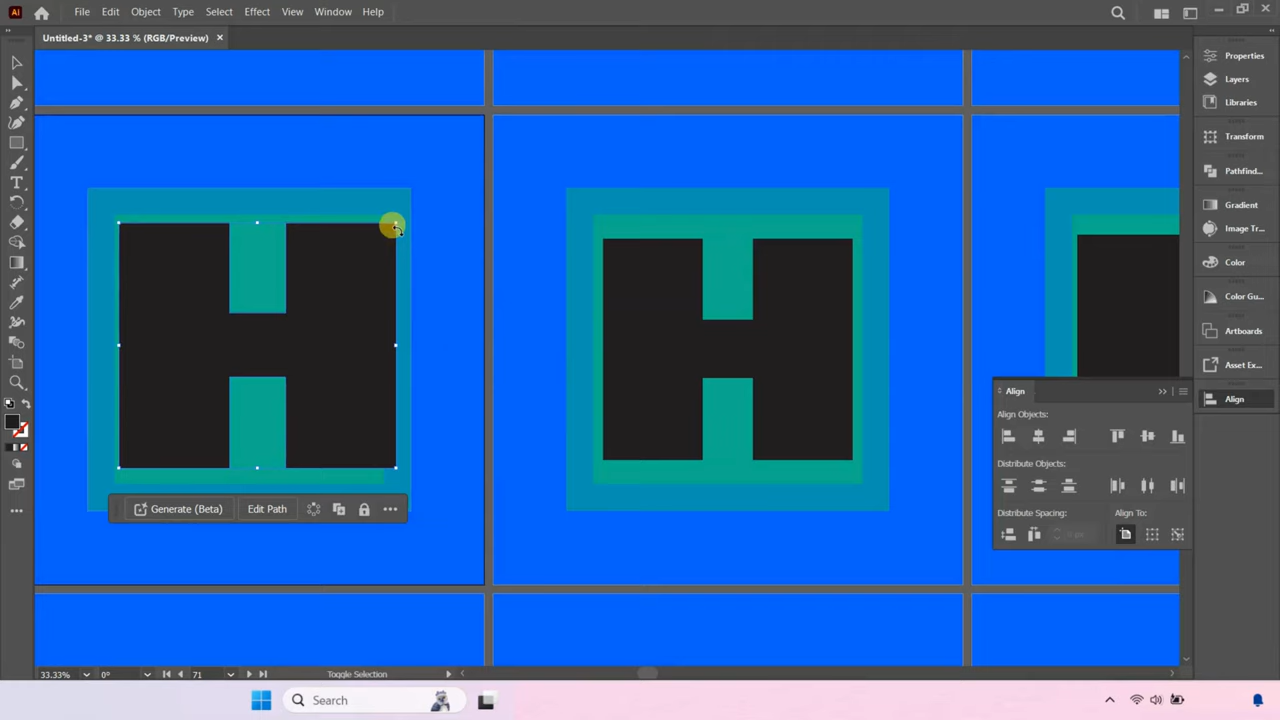 Ai File Edit Object Type Select Effect View Window Help
Untitled-3* @ 33.33 % (RGB/Preview) ×
H
H
Generate (Beta) Edit Path
Properties
Layers
Libraries
Transform
Pathfind...
Gradient
Image Tr...
Color
Color Gu...
Artboards
Asset Ex...
Align
Align
Align Objects:
Distribute Objects:
Distribute Spacing: Align To:
33.33% 0° 71 Toggle Selection
Search